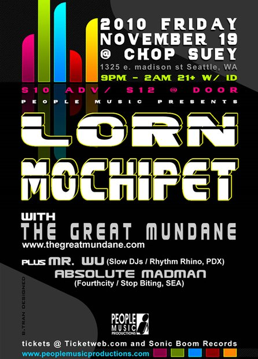 2010 FRIDAY
NOVEMBER 19
@ CHOP SUEY
1325 e. madison st Seattle, WA
9PM - 2AM 21+ W/ ID
$10 ADV/ $12 @ DOOR
PEOPLE MUSIC PRESENTS
LORN
MOCHIPET
WITH
THE GREAT MUNDANE
www.thegreatmundane.com
PLUS MR. WU (Slow DJs / Rhythm Rhino, PDX)
ABSOLUTE MADMAN
(Fourthcity / Stop Biting, SEA)
PEOPLE
MUSIC
PRODUCTIONS
tickets @ Ticketweb.com and Sonic Boom Records
www.peoplemusicproductions.com